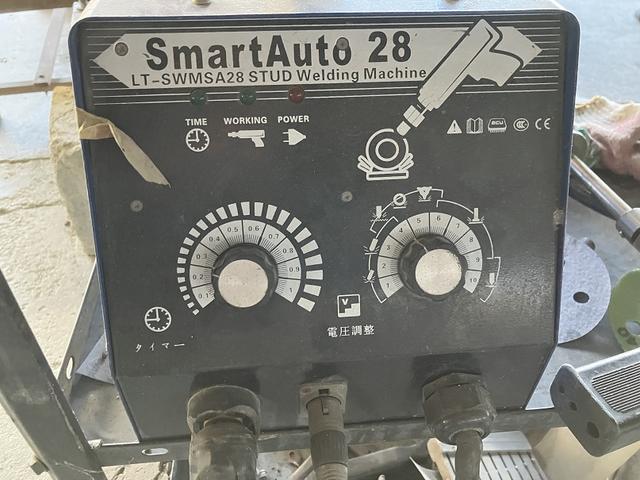 SmartAuto 28
LT-SWMSA28 STUD Welding Machine
TIME WORKING POWER
CCC CE
0.1 0.2 0.3 0.4 0.5 0.6 0.7 0.8 0.9 1
1 2 3 4 5 6 7 8 9 10
V
タイマー
電圧調整